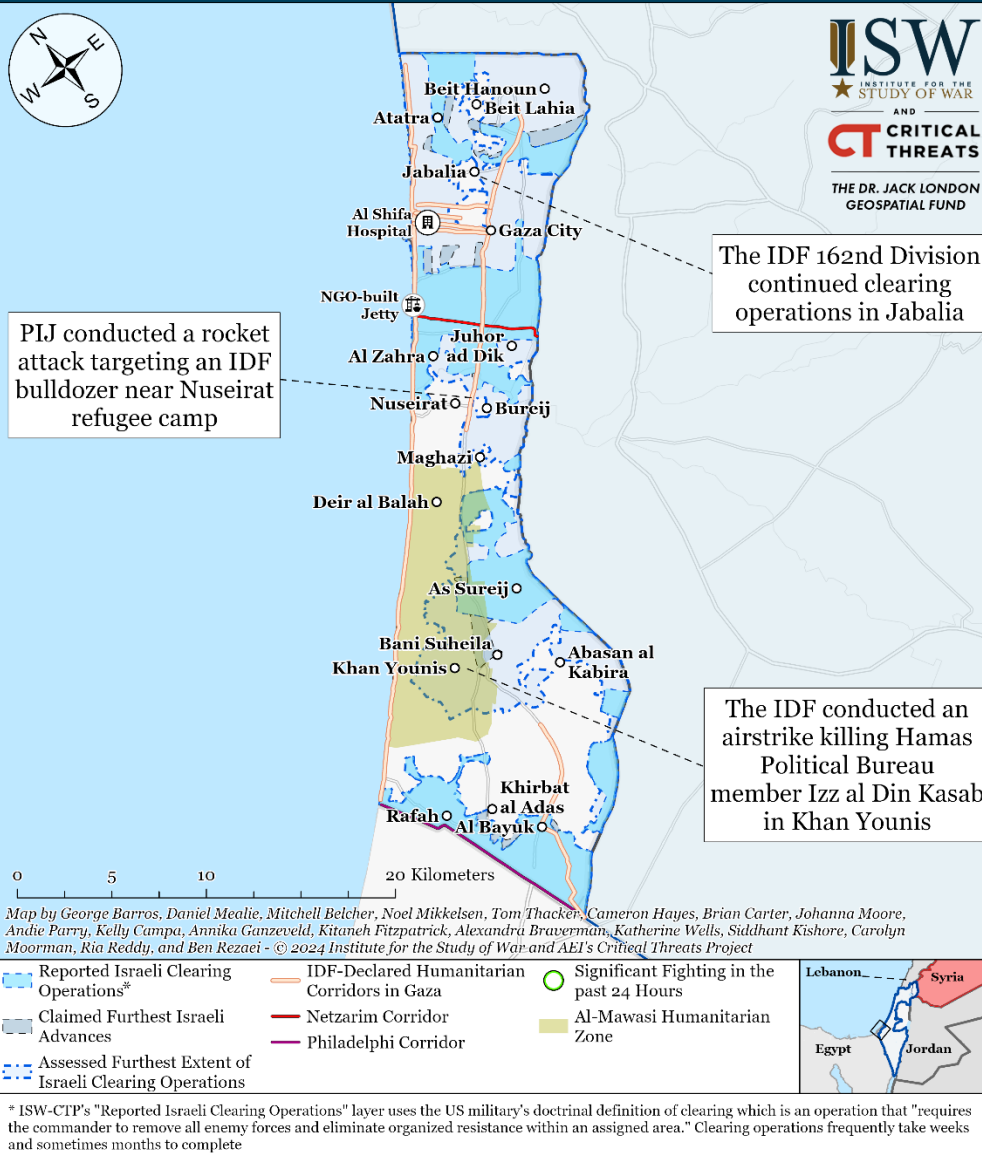 N
E
W
S
ISW
INSTITUTE FOR THE
STUDY OF WAR
AND
CT CRITICAL
THREATS
THE DR. JACK LONDON
GEOSPATIAL FUND
Beit Hanoun
Beit Lahia
Atatra
Jabalia
Al Shifa
Hospital
Gaza City
The IDF 162nd Division
continued clearing
operations in Jabalia
NGO-built
Jetty
PIJ conducted a rocket
attack targeting an IDF
bulldozer near Nuseirat
refugee camp
Juhor
ad Dik
Al Zahra
Nuseirat
Bureij
Maghazi
Deir al Balah
As Sureij
Bani Suheila
Khan Younis
Abasan al
Kabira
The IDF conducted an
airstrike killing Hamas
Political Bureau
member Izz al Din Kasab
in Khan Younis
Khirbat
al Adas
Rafah
Al Bayuk
0 5 10 20 Kilometers
Map by George Barros, Daniel Mealie, Mitchell Belcher, Noel Mikkelsen, Tom Thacker, Cameron Hayes, Brian Carter, Johanna Moore,
Andie Parry, Kelly Campa, Annika Ganzeveld, Kitaneh Fitzpatrick, Alexandra Braverman, Katherine Wells, Siddhant Kishore, Carolyn
Moorman, Ria Reddy, and Ben Rezaei - © 2024 Institute for the Study of War and AEI's Critical Threats Project
Reported Israeli Clearing
Operations*
Claimed Furthest Israeli
Advances
Assessed Furthest Extent of
Israeli Clearing Operations
IDF-Declared Humanitarian
Corridors in Gaza
Netzarim Corridor
Philadelphi Corridor
Significant Fighting in the
past 24 Hours
Al-Mawasi Humanitarian
Zone
Lebanon
Syria
Egypt
Jordan
* ISW-CTP's "Reported Israeli Clearing Operations" layer uses the US military's doctrinal definition of clearing which is an operation that "requires
the commander to remove all enemy forces and eliminate organized resistance within an assigned area." Clearing operations frequently take weeks
and sometimes months to complete